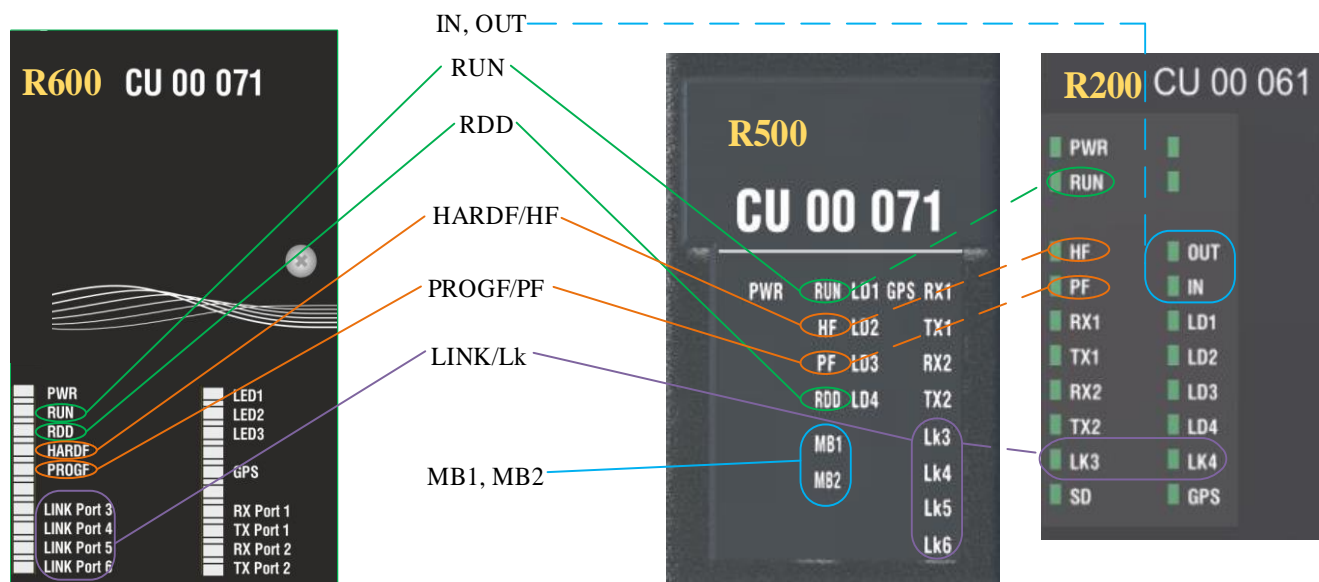 IN, OUT
RUN
RDD
HARDF/HF
PROGF/PF
LINK/Lk
MB1, MB2
R600 CU 00 071
PWR
RUN
RDD
HARDF
PROGF
LINK Port 3
LINK Port 4
LINK Port 5
LINK Port 6
LED1
LED2
LED3
GPS
RX Port 1
TX Port 1
RX Port 2
TX Port 2
R500
CU 00 071
PWR RUN LD1 GPS RX1
HF LD2 TX1
PF LD3 RX2
RDD LD4 TX2
MB1 Lk3
MB2 Lk4
Lk5
Lk6
R200 CU 00 061
PWR
RUN
HF OUT
PF IN
RX1 LD1
TX1 LD2
RX2 LD3
TX2 LD4
LK3 LK4
SD GPS